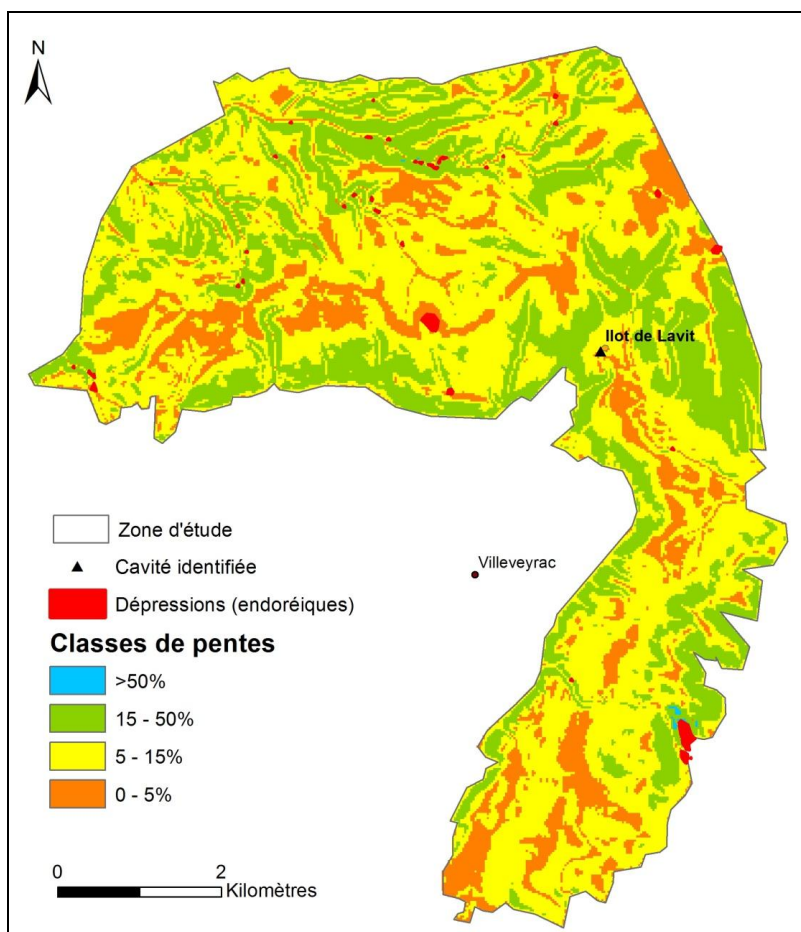 N
Ilot de Lavit
Zone d'étude
Cavité identifiée
Villeveyrac
Dépressions (endoréiques)
Classes de pentes
>50%
15 - 50%
5 - 15%
0 - 5%
0 2
Kilomètres